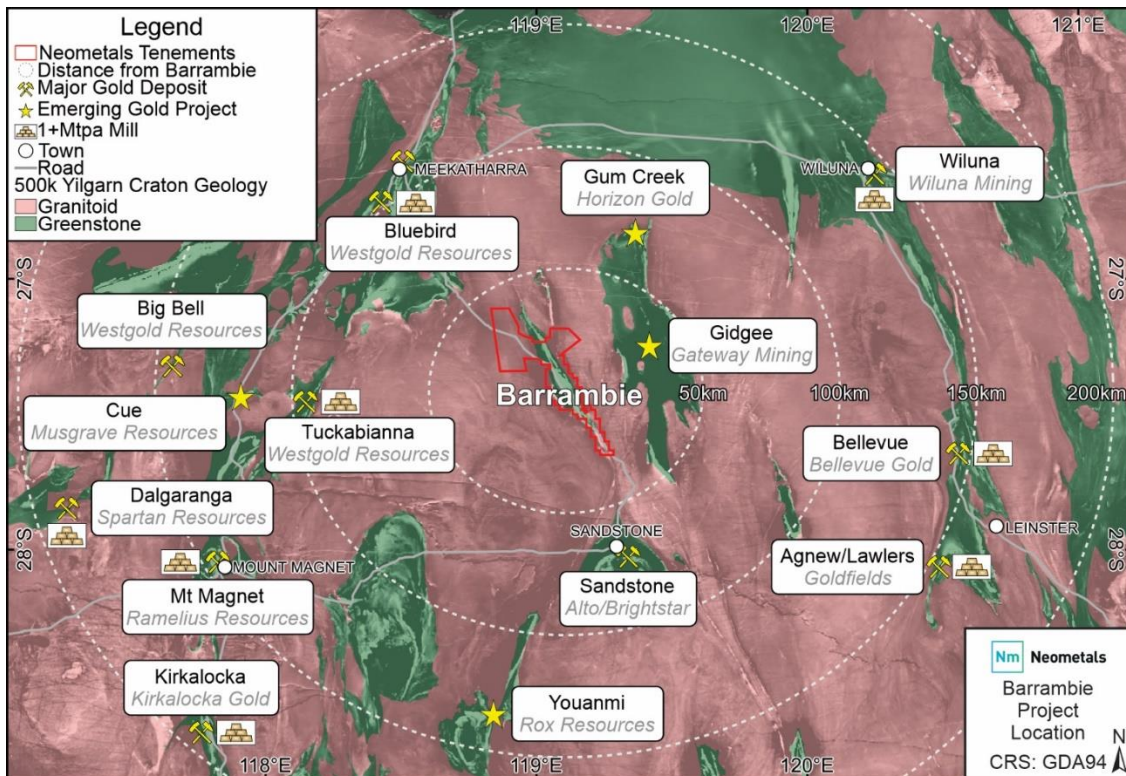 Legend
Neometals Tenements
Distance from Barrambie
Major Gold Deposit
Emerging Gold Project
1+Mtpa Mill
Town
Road
500k Yilgarn Craton Geology
Granitoid
Greenstone
119°E
120°E
121°E
MEEKATHARRA
WILUNA
Wiluna
Wiluna Mining
Gum Creek
Horizon Gold
Bluebird
Westgold Resources
27°S
27°S
Big Bell
Westgold Resources
Gidgee
Gateway Mining
Barrambie
50km
100km
150km
200km
Cue
Musgrave Resources
Tuckabianna
Westgold Resources
Bellevue
Bellevue Gold
Dalgaranga
Spartan Resources
28°S
SANDSTONE
LEINSTER
28°S
MOUNT MAGNET
Mt Magnet
Ramelius Resources
Sandstone
Alto/Brightstar
Agnew/Lawlers
Goldfields
Kirkalocka
Kirkalocka Gold
Youanmi
Rox Resources
118°E
119°E
120°E
Nm Neometals
Barrambie
Project
Location
CRS: GDA94
N